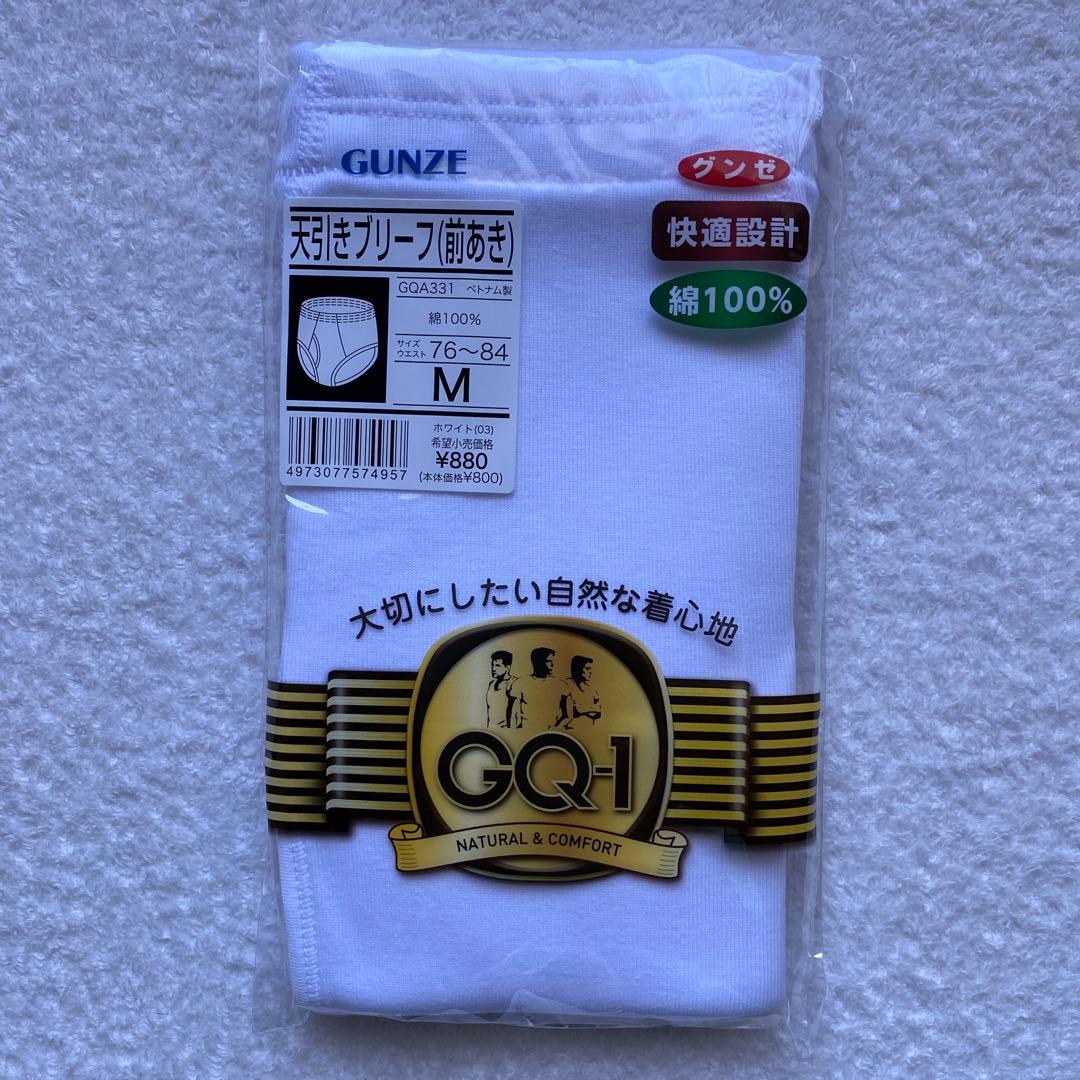 GUNZE
グンゼ
快適設計
綿100%
天引きブリーフ(前あき)
GQA331 ベトナム製
綿100%
サイズ
ウエスト 76〜84
M
ホワイト(03)
希望小売価格
¥880
(本体価格¥800)
4973077574957
大切にしたい自然な着心地
GQ-1
NATURAL & COMFORT